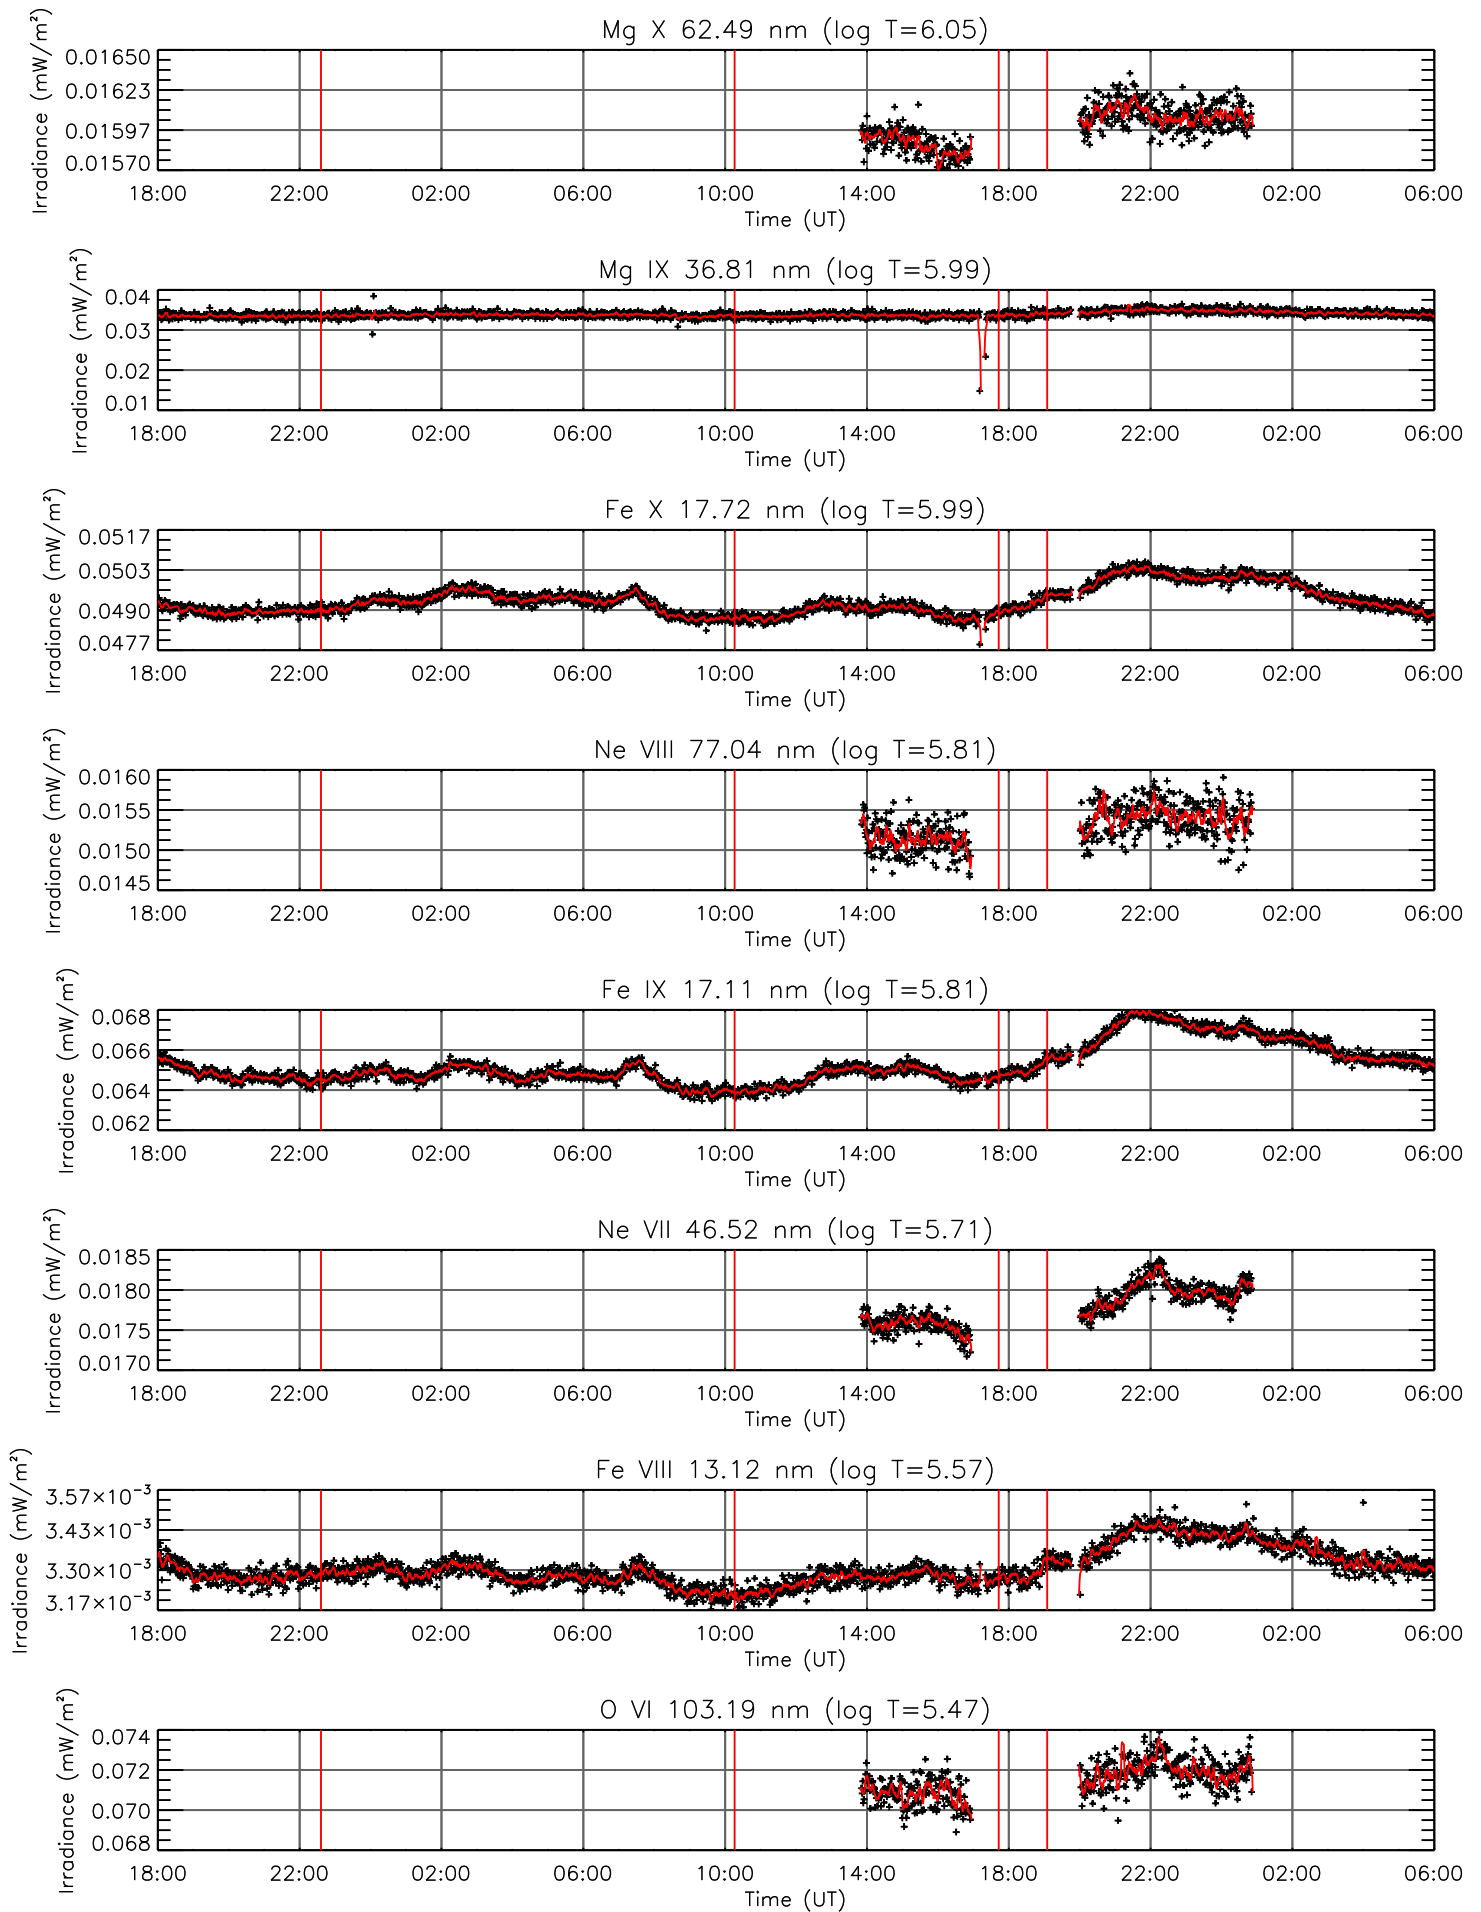 Mg X 62.49 nm (log T=6.05)
Irradiance (mW/m²)
0.01650
0.01623
0.01597
0.01570
18:00 22:00 02:00 06:00 10:00 14:00 18:00 22:00 02:00 06:00
Time (UT)
Mg IX 36.81 nm (log T=5.99)
Irradiance (mW/m²)
0.04
0.03
0.02
0.01
18:00 22:00 02:00 06:00 10:00 14:00 18:00 22:00 02:00 06:00
Time (UT)
Fe X 17.72 nm (log T=5.99)
Irradiance (mW/m²)
0.0517
0.0503
0.0490
0.0477
18:00 22:00 02:00 06:00 10:00 14:00 18:00 22:00 02:00 06:00
Time (UT)
Ne VIII 77.04 nm (log T=5.81)
Irradiance (mW/m²)
0.0160
0.0155
0.0150
0.0145
18:00 22:00 02:00 06:00 10:00 14:00 18:00 22:00 02:00 06:00
Time (UT)
Fe IX 17.11 nm (log T=5.81)
Irradiance (mW/m²)
0.068
0.066
0.064
0.062
18:00 22:00 02:00 06:00 10:00 14:00 18:00 22:00 02:00 06:00
Time (UT)
Ne VII 46.52 nm (log T=5.71)
Irradiance (mW/m²)
0.0185
0.0180
0.0175
0.0170
18:00 22:00 02:00 06:00 10:00 14:00 18:00 22:00 02:00 06:00
Time (UT)
Fe VIII 13.12 nm (log T=5.57)
Irradiance (mW/m²)
3.57×10⁻³
3.43×10⁻³
3.30×10⁻³
3.17×10⁻³
18:00 22:00 02:00 06:00 10:00 14:00 18:00 22:00 02:00 06:00
Time (UT)
O VI 103.19 nm (log T=5.47)
Irradiance (mW/m²)
0.074
0.072
0.070
0.068
18:00 22:00 02:00 06:00 10:00 14:00 18:00 22:00 02:00 06:00
Time (UT)